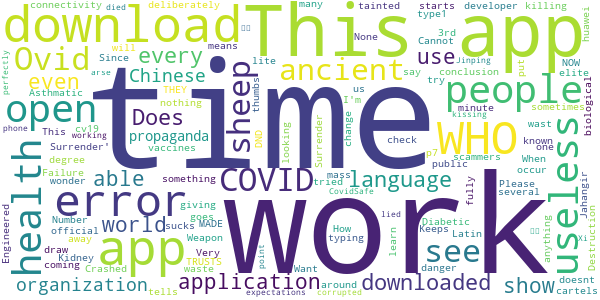 connectivity died many deliberately tainted starts type1 developer killing
download This app
Ovid Since will means None 3rd Cannot huawei
every ancient use NOW elite
Chinese lite say conclusion put Jinping
Asthmatic even THEY nothing thumbs us try people
open time sheep I'm minute sometimes biological
This Does looking change WHO arse
phone cv19 working propaganda DND Surrender kissing perfectly
Surrender' vaccines check p7 public scammers wast known one
degree Failure wonder able something COVID mass language When occur
health error tried see fully Please several useless
Number official world sucks MADE giving goes How typing Diabetic Latin anything
Engineered away app Weapon Very TRUSTS CovidSafe learn Keeps danger Jahangir Xi
draw Kidney coming Crashed waste application around lied downloaded show doesnt cartels Destruction
organization tells Want point expectations corrupted work